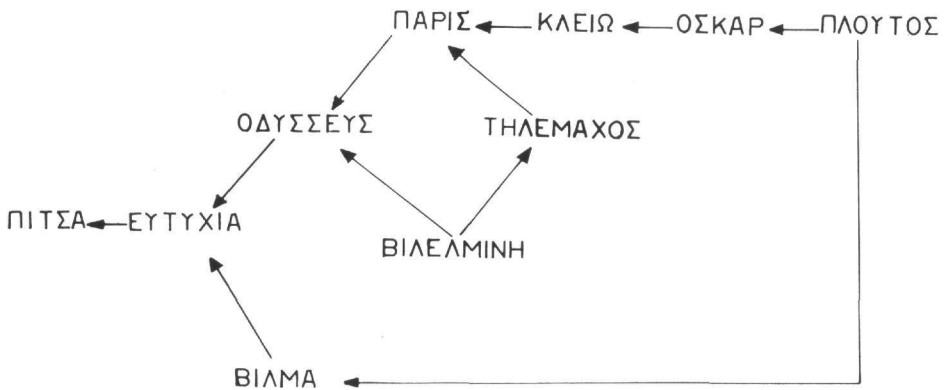 ΠΑΡΙΣ ΚΛΕΙΩ ΟΣΚΑΡ ΠΛΟΥΤΟΣ
ΟΔΥΣΣΕΥΣ ΤΗΛΕΜΑΧΟΣ
ΠΙΤΣΑ ΕΥΤΥΧΙΑ
ΒΙΛΕΛΜΙΝΗ
ΒΙΛΜΑ